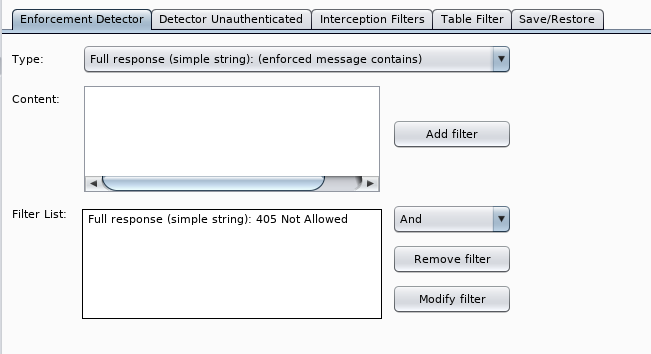 Enforcement Detector Detector Unauthenticated Interception Filters Table Filter Save/Restore
Type: Full response (simple string): (enforced message contains)
Content:
Add filter
Filter List: Full response (simple string): 405 Not Allowed And
Remove filter
Modify filter